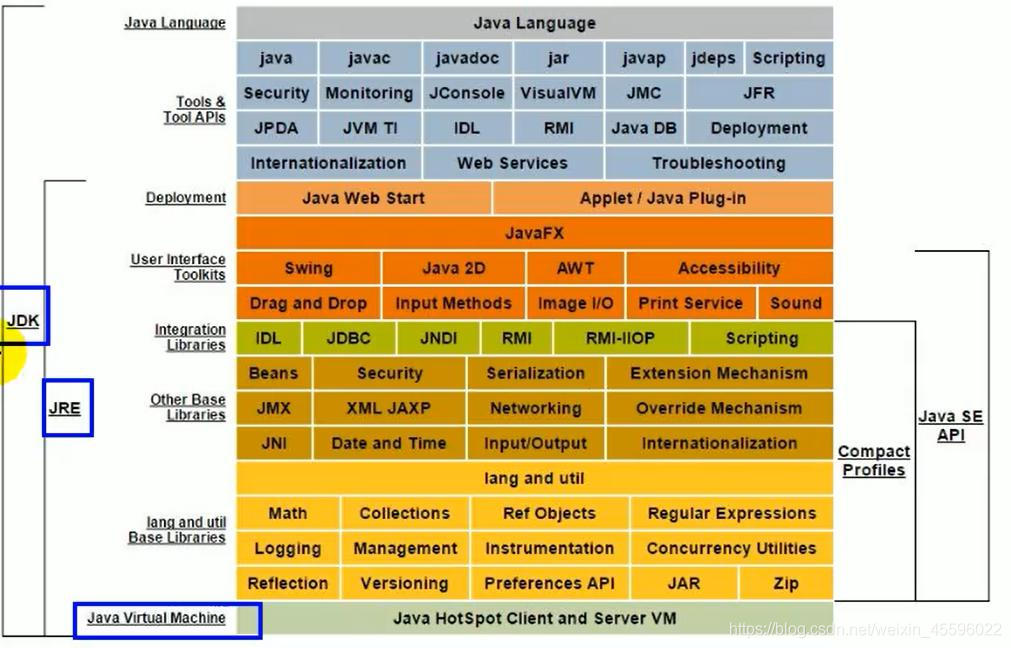 Java Language
Java Language
java javac javadoc jar javap jdeps Scripting
Tools &
Tool APIs
Security Monitoring JConsole VisualVM JMC JFR
JPDA JVM TI IDL RMI Java DB Deployment
Internationalization Web Services Troubleshooting
Deployment
Java Web Start Applet / Java Plug-in
JavaFX
User Interface
Toolkits
Swing Java 2D AWT Accessibility
Drag and Drop Input Methods Image I/O Print Service Sound
JDK
Integration
Libraries
IDL JDBC JNDI RMI RMI-IIOP Scripting
Beans Security Serialization Extension Mechanism
JRE
Other Base
Libraries
JMX XML JAXP Networking Override Mechanism
JNI Date and Time Input/Output Internationalization
Java SE
API
Compact
Profiles
lang and util
lang and util
Base Libraries
Math Collections Ref Objects Regular Expressions
Logging Management Instrumentation Concurrency Utilities
Reflection Versioning Preferences API JAR Zip
Java Virtual Machine
Java HotSpot Client and Server VM
https://blog.csdn.net/weixin_45596022